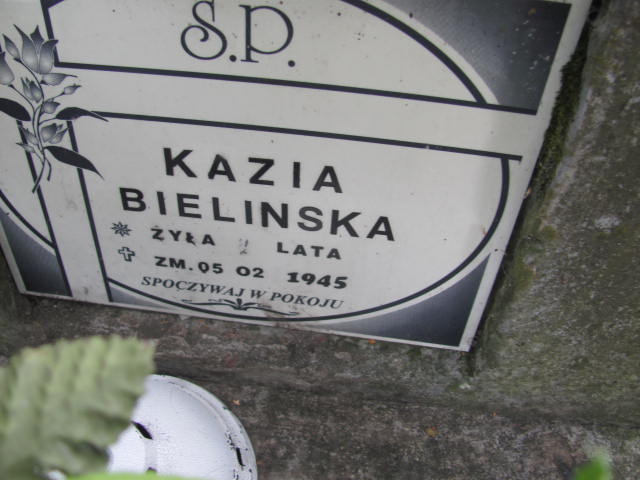 S.P.
KAZIA
BIELINSKA
ŻYŁA LATA
ZM. 05 02 1945
SPOCZYWAJ W POKOJU